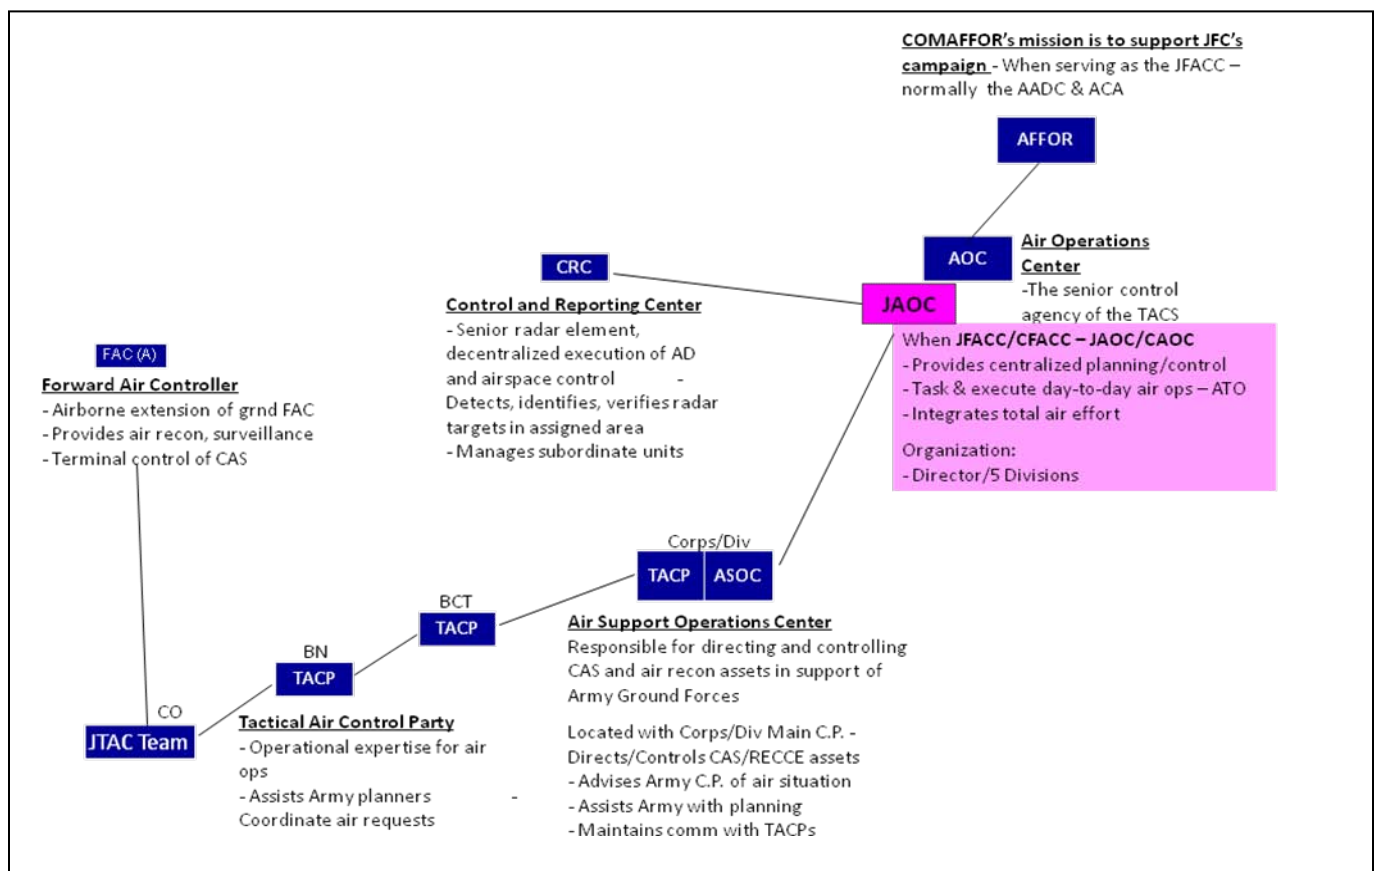 COMAFFOR's mission is to support JFC's
campaign - When serving as the JFACC –
normally the AADC & ACA
AFFOR
AOC
Air Operations
Center
-The senior control
agency of the TACS
JAOC
When JFACC/CFACC – JAOC/CAOC
- Provides centralized planning/control
- Task & execute day-to-day air ops – ATO
- Integrates total air effort
Organization:
- Director/5 Divisions
CRC
Control and Reporting Center
- Senior radar element,
decentralized execution of AD
and airspace control -
Detects, identifies, verifies radar
targets in assigned area
- Manages subordinate units
FAC (A)
Forward Air Controller
- Airborne extension of grnd FAC
- Provides air recon, surveillance
- Terminal control of CAS
Corps/Div
TACP ASOC
Air Support Operations Center
Responsible for directing and controlling
CAS and air recon assets in support of
Army Ground Forces
Located with Corps/Div Main C.P. -
Directs/Controls CAS/RECCE assets
- Advises Army C.P. of air situation
- Assists Army with planning
- Maintains comm with TACPs
BCT
TACP
BN
TACP
Tactical Air Control Party
- Operational expertise for air
ops
- Assists Army planners -
Coordinate air requests
CO
JTAC Team